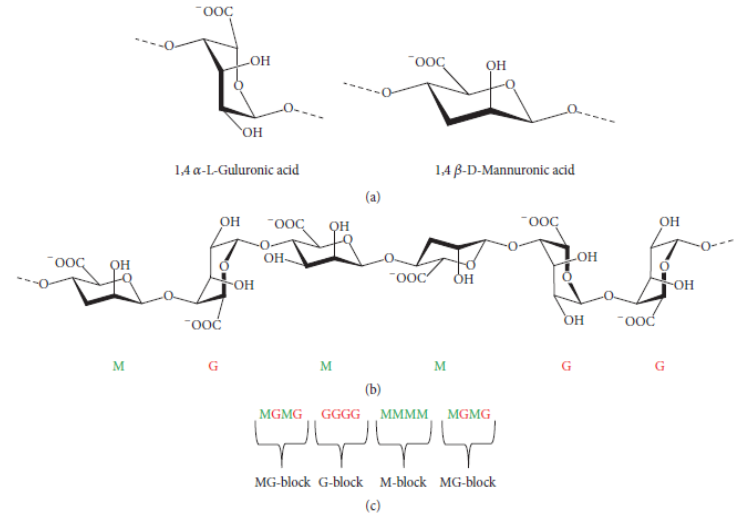 ⁻OOC
O
OH
O
O
OH
1,4 α-L-Guluronic acid
⁻OOC
OH
O
O
O
1,4 β-D-Mannuronic acid
(a)
⁻OOC
OH
O
O
O
OH
O
OH
⁻OOC
O
⁻OOC
OH
O
OH
O
O
⁻OOC
OH
O
O
⁻OOC
OH
O
OH
O
OH
O
OH
⁻OOC
O
M G M M G G
(b)
MGMG GGGG MMMM MGMG
MG-block G-block M-block MG-block
(c)